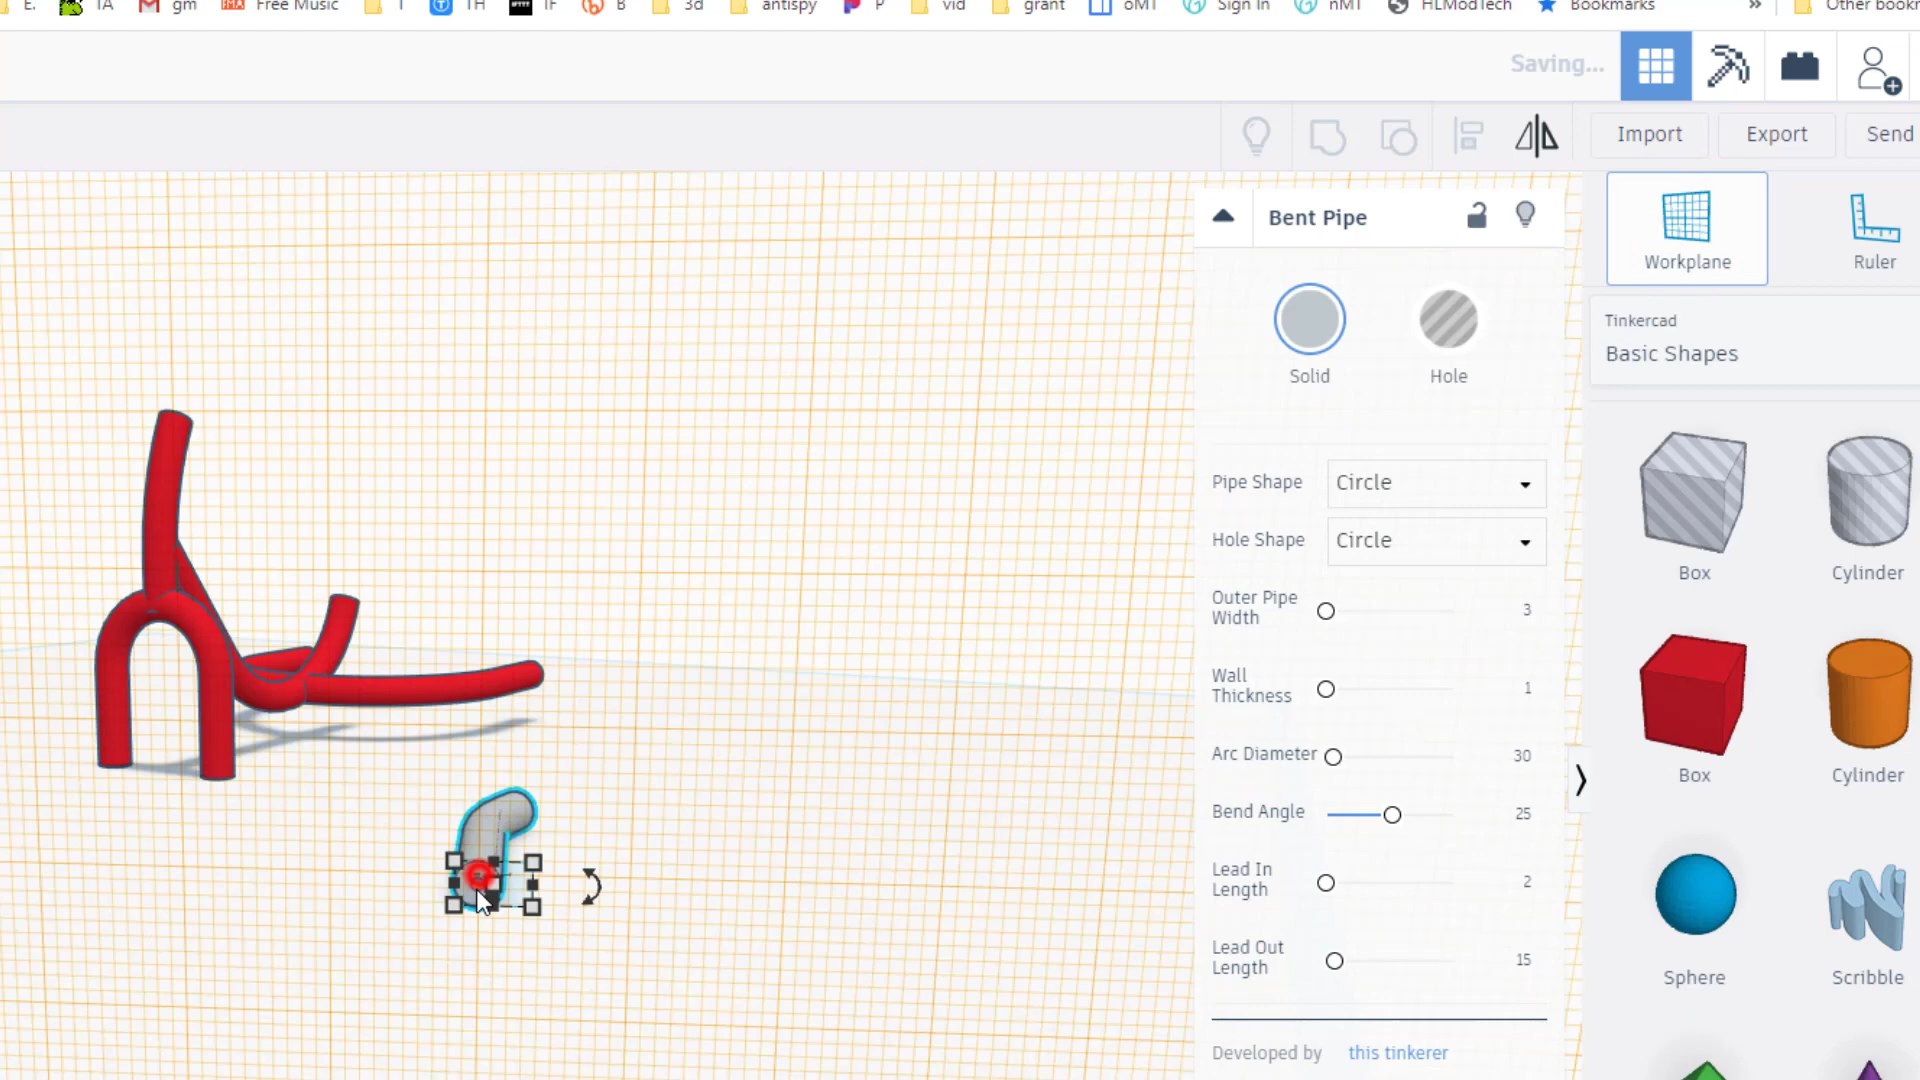 E. TA gm Free Music T TH IF B 3d antispy P vid grant oMT Sign In nMT HLModTech Bookmarks » Other bookr
Saving...
Import Export Send
Bent Pipe
Workplane Ruler
Solid Hole
Tinkercad
Basic Shapes
Pipe Shape Circle
Hole Shape Circle
Box Cylinder
Outer Pipe
Width 3
Wall
Thickness 1
Arc Diameter 30
Box Cylinder
Bend Angle 25
Lead In
Length 2
Lead Out
Length 15
Sphere Scribble
Developed by this tinkerer